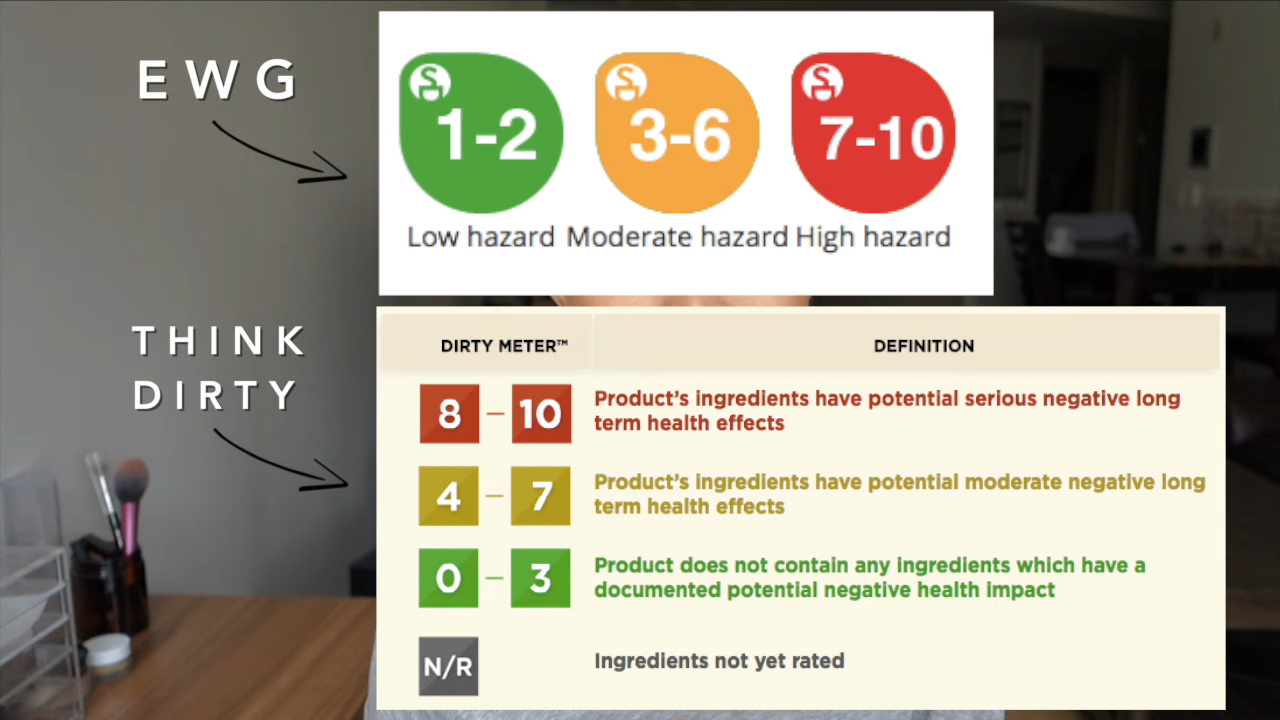 EWG
1-2
3-6
7-10
Low hazard
Moderate hazard
High hazard
THINK
DIRTY
DIRTY METER™
DEFINITION
8 – 10
Product's ingredients have potential serious negative long
term health effects
4 – 7
Product's ingredients have potential moderate negative long
term health effects
0 – 3
Product does not contain any ingredients which have a
documented potential negative health impact
N/R
Ingredients not yet rated